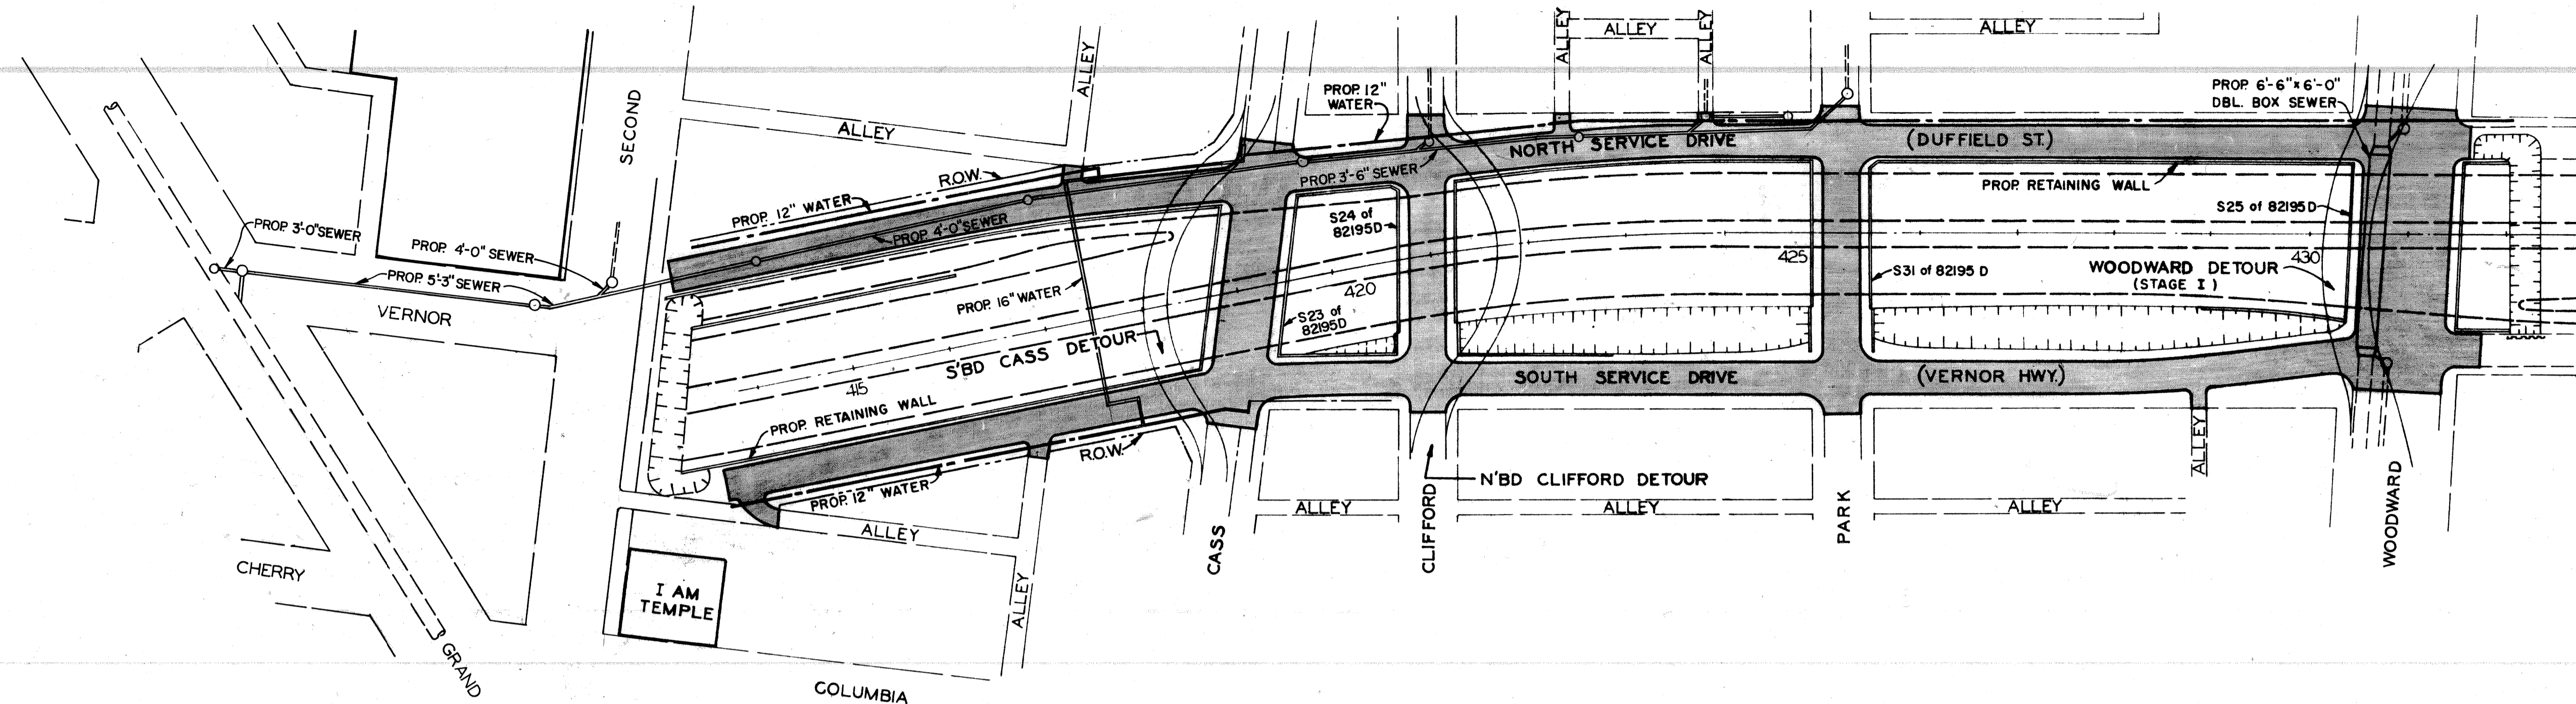 ALLEY
ALLEY
ALLEY
ALLEY
ALLEY
SECOND
ALLEY
ALLEY
PROP. 12"
WATER
PROP. 6'-6" x 6'-0"
DBL. BOX SEWER
NORTH SERVICE DRIVE
(DUFFIELD ST.)
R.O.W.
PROP. 3'-6" SEWER
PROP. RETAINING WALL
PROP. 12" WATER
PROP. 4'-0" SEWER
S24 of
82195D
S25 of 82195D
PROP. 3'-0" SEWER
PROP. 4'-0" SEWER
PROP. 5'-3" SEWER
VERNOR
PROP. 16" WATER
420
425
430
S31 of 82195 D
WOODWARD DETOUR
(STAGE I)
S23 of
82195D
S'BD CASS DETOUR
415
PROP. RETAINING WALL
SOUTH SERVICE DRIVE
(VERNOR HWY.)
R.O.W.
PROP. 12" WATER
N'BD CLIFFORD DETOUR
ALLEY
ALLEY
ALLEY
ALLEY
ALLEY
CASS
CLIFFORD
PARK
WOODWARD
CHERRY
I AM
TEMPLE
ALLEY
GRAND
COLUMBIA